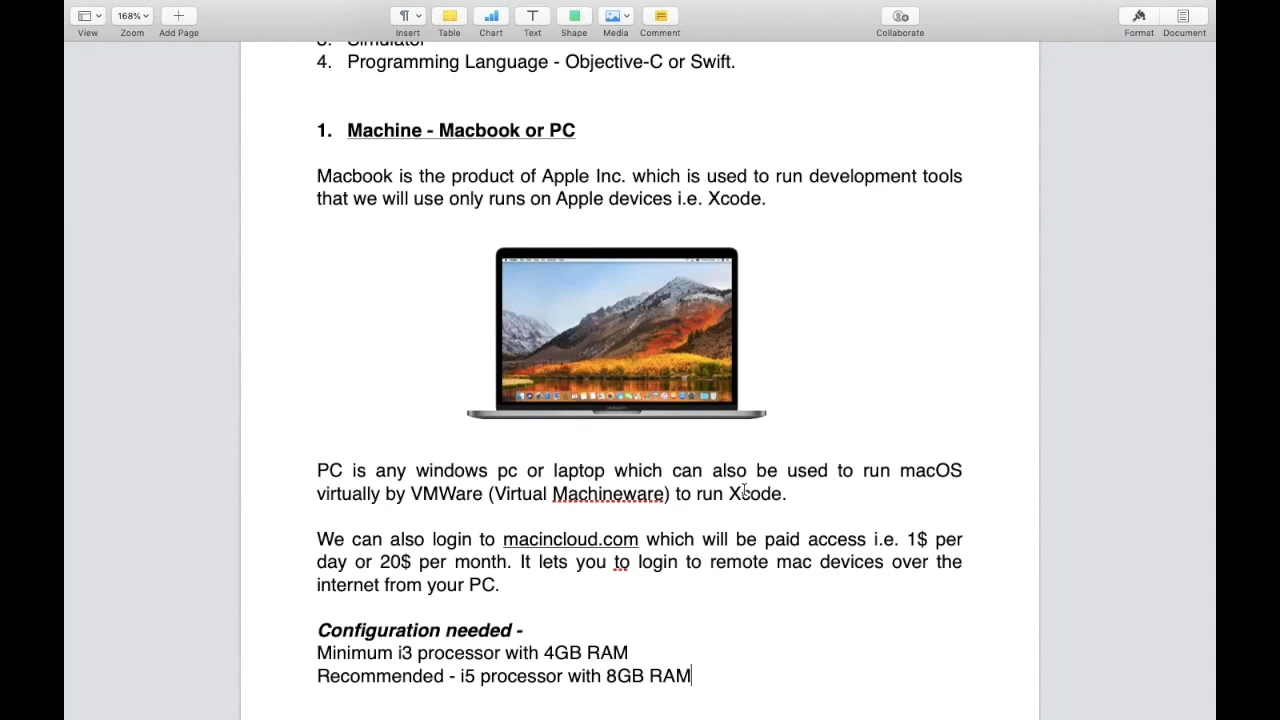 168%
View
Zoom
Add Page
Insert
Table
Chart
Text
Shape
Media
Comment
Collaborate
Format
Document
3. Simulator
4. Programming Language - Objective-C or Swift.
1. Machine - Macbook or PC
Macbook is the product of Apple Inc. which is used to run development tools
that we will use only runs on Apple devices i.e. Xcode.
PC is any windows pc or laptop which can also be used to run macOS
virtually by VMWare (Virtual Machineware) to run Xcode.
We can also login to macincloud.com which will be paid access i.e. 1$ per
day or 20$ per month. It lets you to login to remote mac devices over the
internet from your PC.
Configuration needed -
Minimum i3 processor with 4GB RAM
Recommended - i5 processor with 8GB RAM